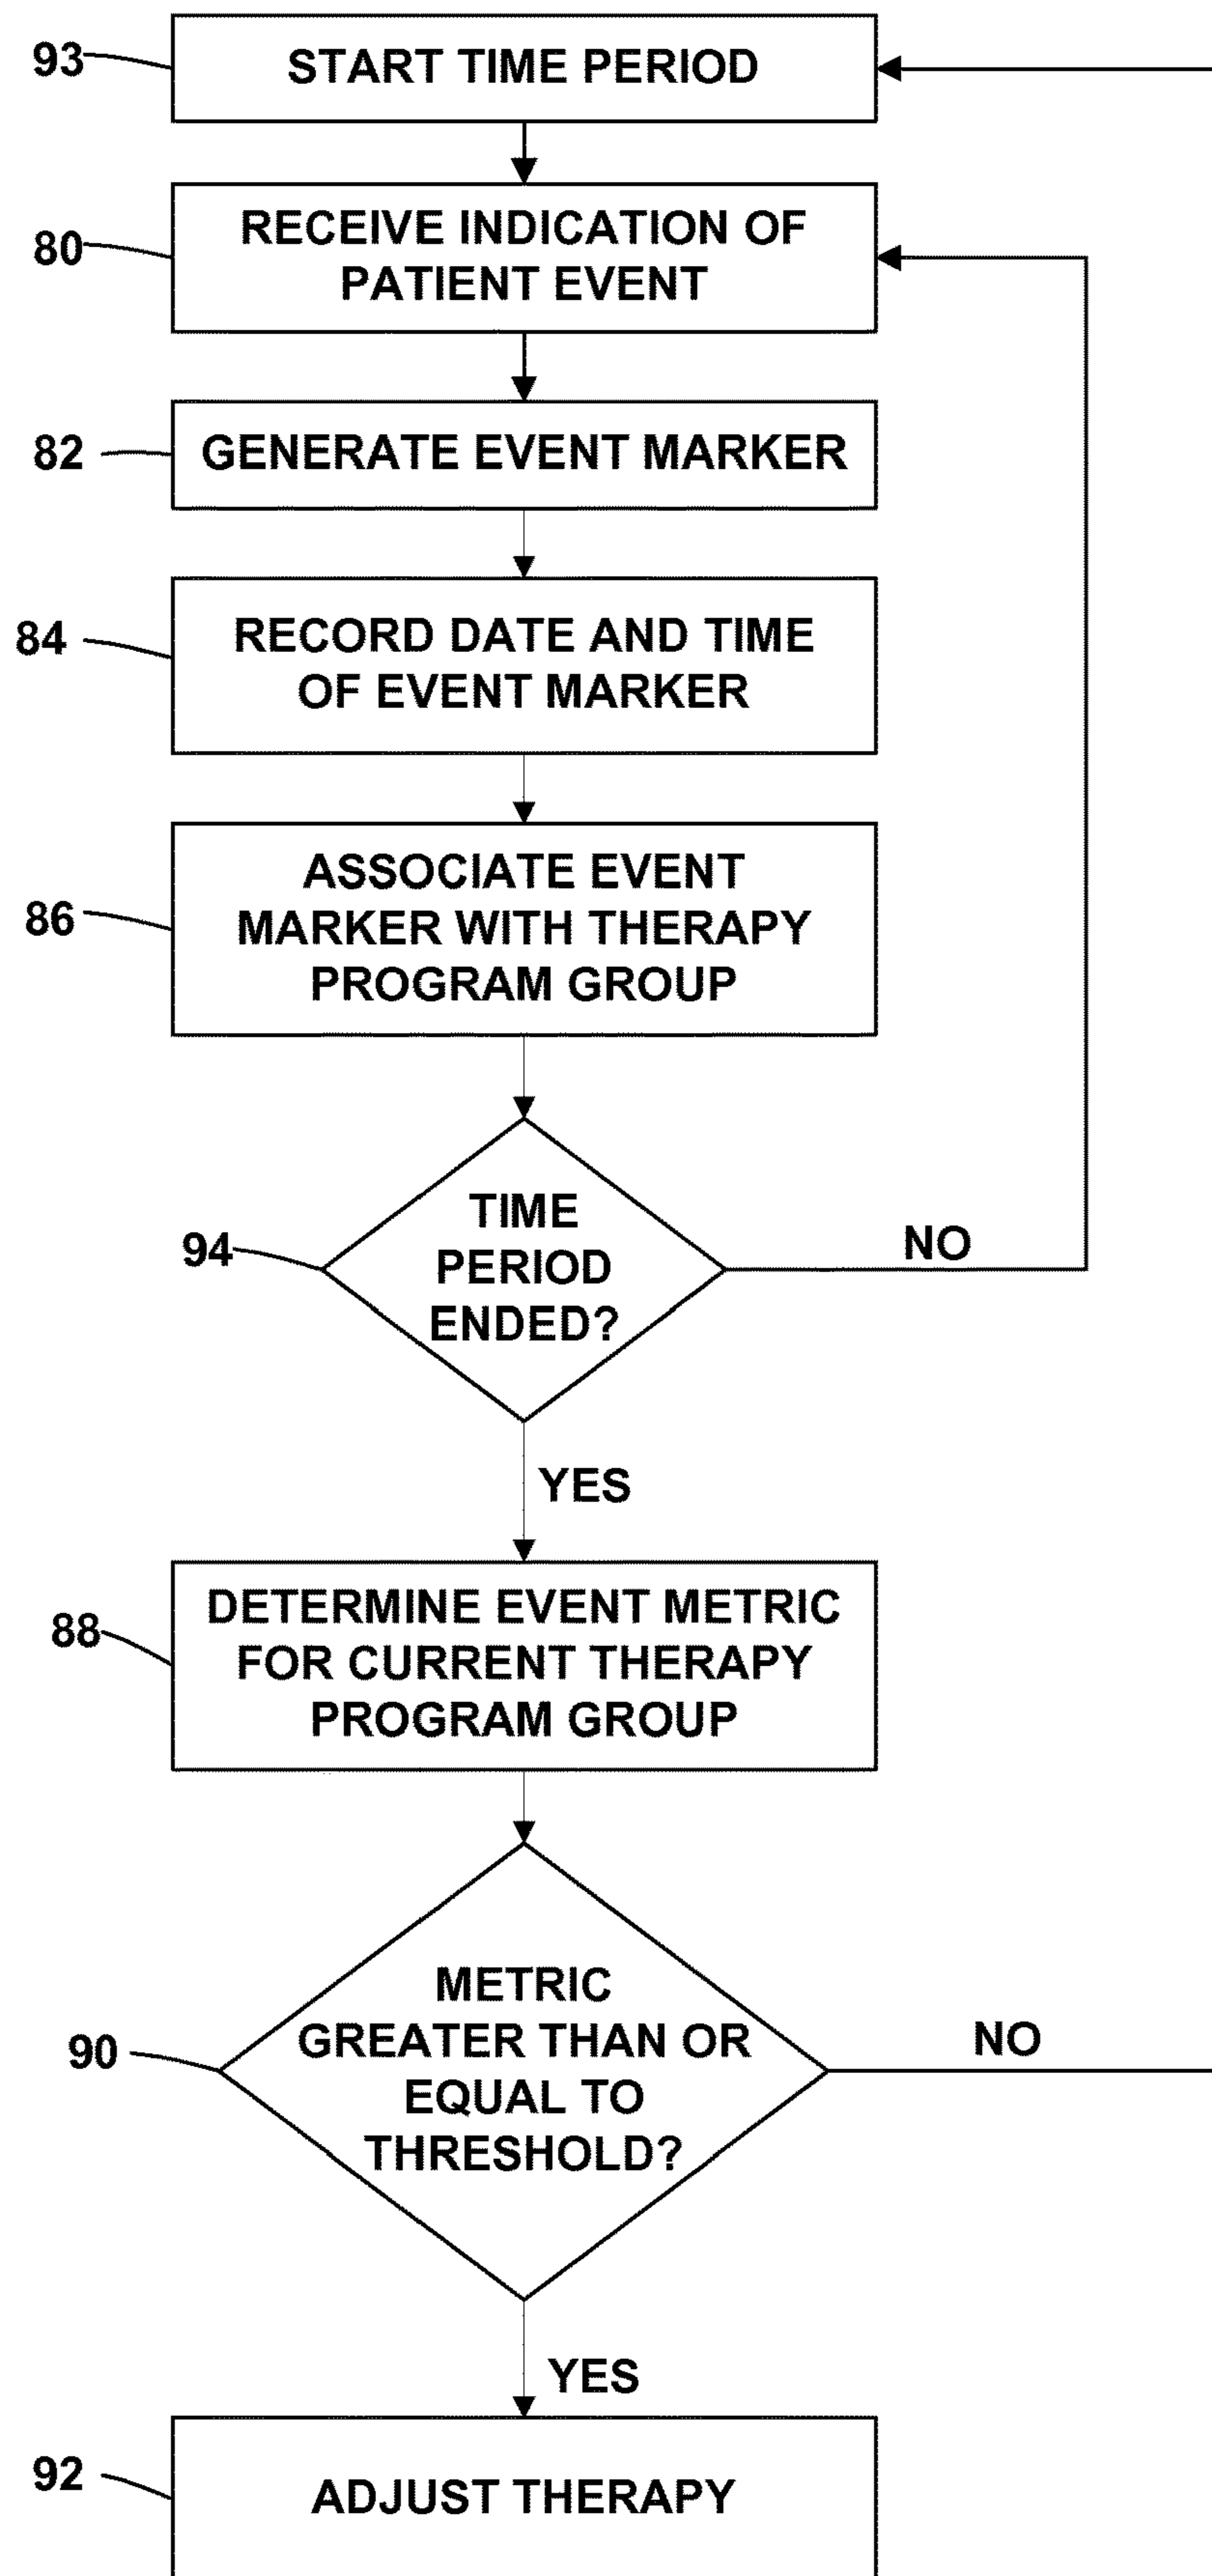 93
START TIME PERIOD
80
RECEIVE INDICATION OF
PATIENT EVENT
82
GENERATE EVENT MARKER
84
RECORD DATE AND TIME
OF EVENT MARKER
86
ASSOCIATE EVENT
MARKER WITH THERAPY
PROGRAM GROUP
94
TIME
PERIOD
ENDED?
NO
YES
88
DETERMINE EVENT METRIC
FOR CURRENT THERAPY
PROGRAM GROUP
90
METRIC
GREATER THAN OR
EQUAL TO
THRESHOLD?
NO
YES
92
ADJUST THERAPY